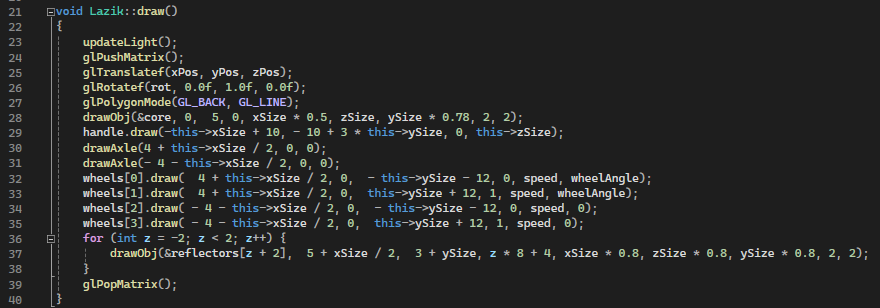 21 void Lazik::draw()
22 {
23 updateLight();
24 glPushMatrix();
25 glTranslatef(xPos, yPos, zPos);
26 glRotatef(rot, 0.0f, 1.0f, 0.0f);
27 glPolygonMode(GL_BACK, GL_LINE);
28 drawObj(&core, 0,  5, 0, xSize * 0.5, zSize, ySize * 0.78, 2, 2);
29 handle.draw(-this->xSize + 10, - 10 + 3 * this->ySize, 0, this->zSize);
30 drawAxle(4 + this->xSize / 2, 0, 0);
31 drawAxle(- 4 - this->xSize / 2, 0, 0);
32 wheels[0].draw(  4 + this->xSize / 2, 0,  - this->ySize - 12, 0, speed, wheelAngle);
33 wheels[1].draw(  4 + this->xSize / 2, 0,  this->ySize + 12, 1, speed, wheelAngle);
34 wheels[2].draw( - 4 - this->xSize / 2, 0,  - this->ySize - 12, 0, speed, 0);
35 wheels[3].draw( - 4 - this->xSize / 2, 0,   this->ySize + 12, 1, speed, 0);
36 for (int z = -2; z < 2; z++) {
37 drawObj(&reflectors[z + 2],  5 + xSize / 2,  3 + ySize, z * 8 + 4, xSize * 0.8, zSize * 0.8, ySize * 0.8, 2, 2);
38 }
39 glPopMatrix();
40 }